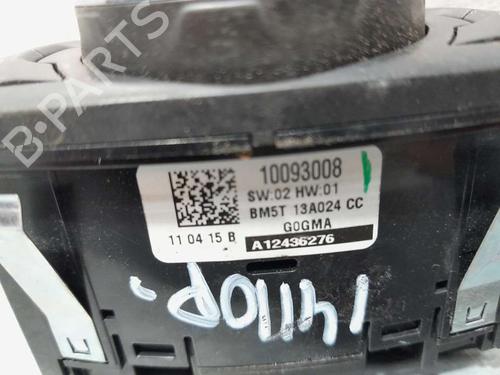 B-PARTS
10093008
SW:02 HW:01
BM5T 13A024 CC
11 04 15 B
G0GMA
A12436276